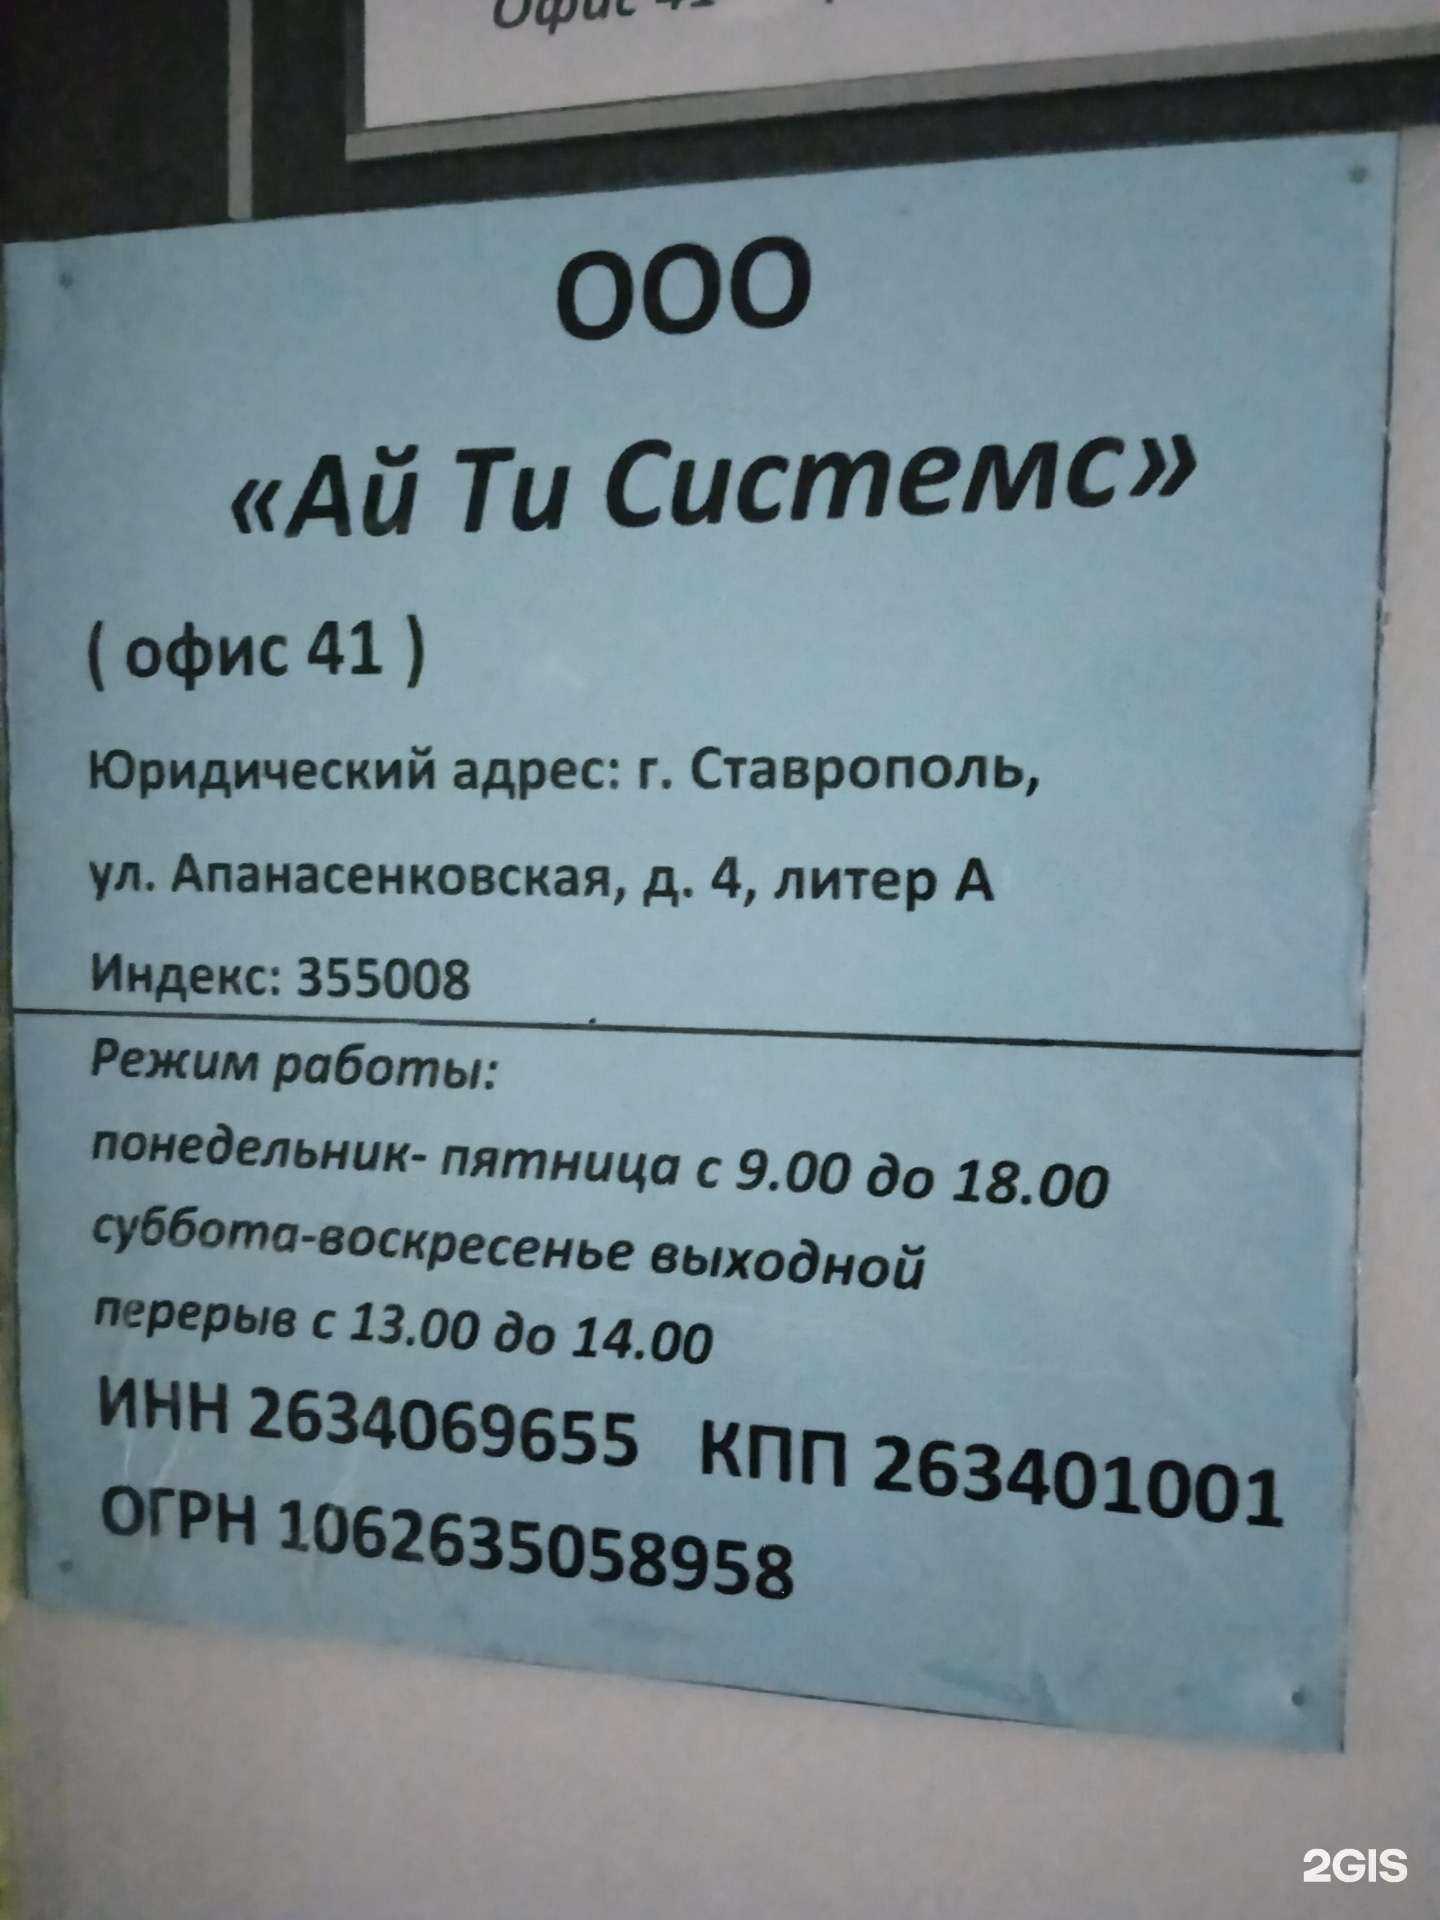 Офис 41
ООО
«Ай Ти Системс»
( офис 41 )
Юридический адрес: г. Ставрополь,
ул. Апанасенковская, д. 4, литер А
Индекс: 355008
Режим работы:
понедельник- пятница с 9.00 до 18.00
суббота-воскресенье выходной
перерыв с 13.00 до 14.00
ИНН 2634069655 КПП 263401001
ОГРН 1062635058958
2GIS